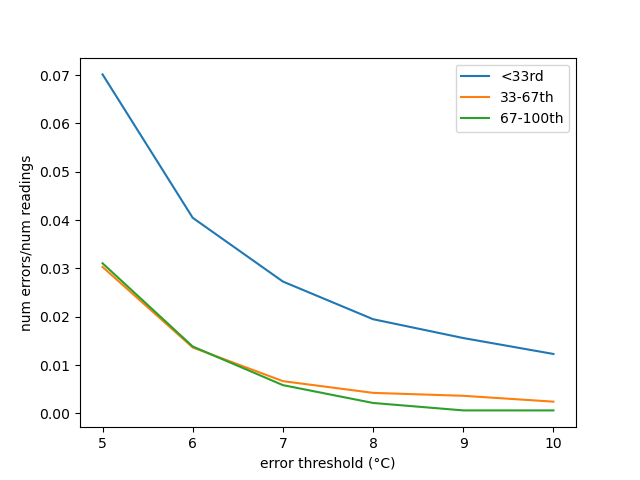 <33rd
33-67th
67-100th
0.07
0.06
0.05
0.04
0.03
0.02
0.01
0.00
num errors/num readings
5 6 7 8 9 10
error threshold (°C)